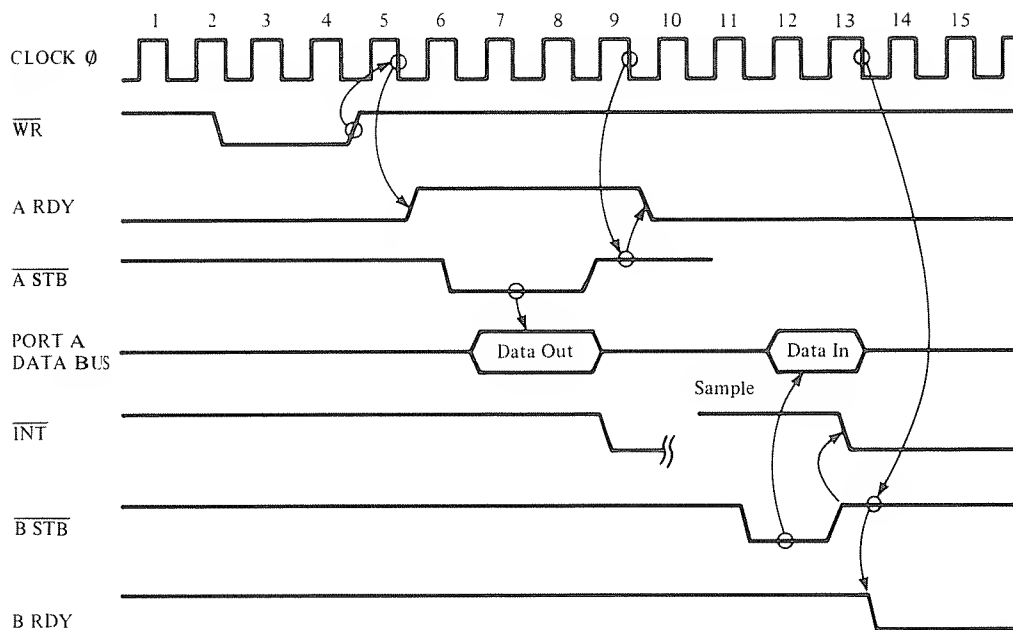 1 2 3 4 5 6 7 8 9 10 11 12 13 14 15
CLOCK Ø
WR
A RDY
A STB
PORT A
DATA BUS
Data Out
Data In
Sample
INT
B STB
B RDY